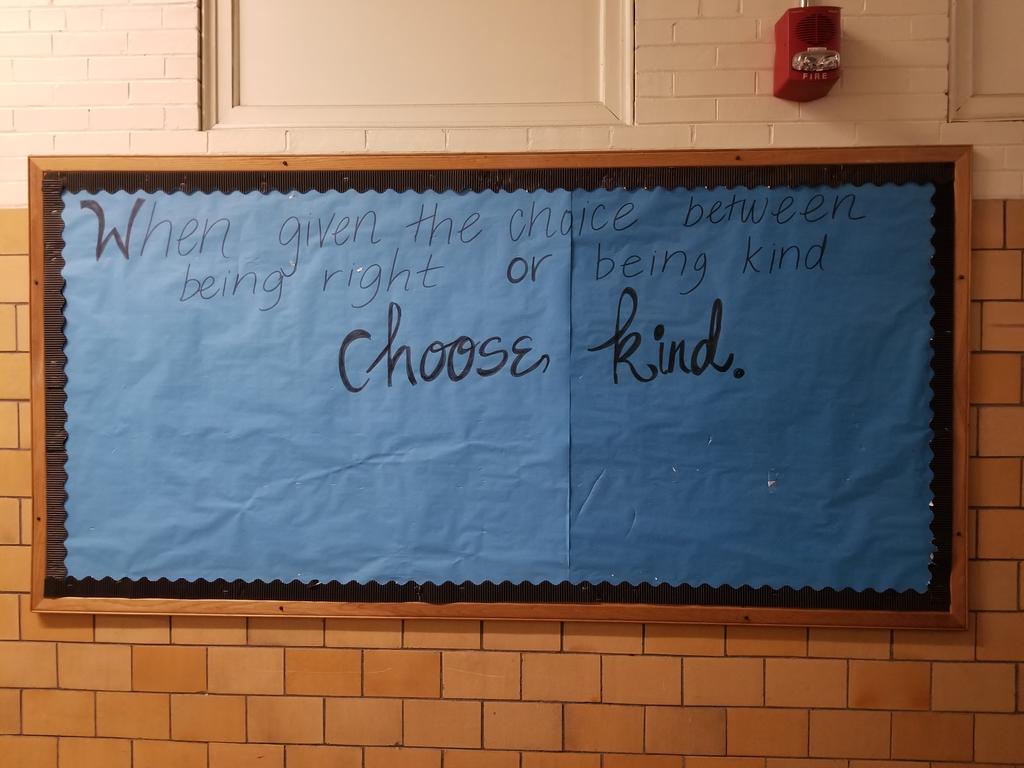 FIRE
When given the choice between
being right or being kind
choose kind.